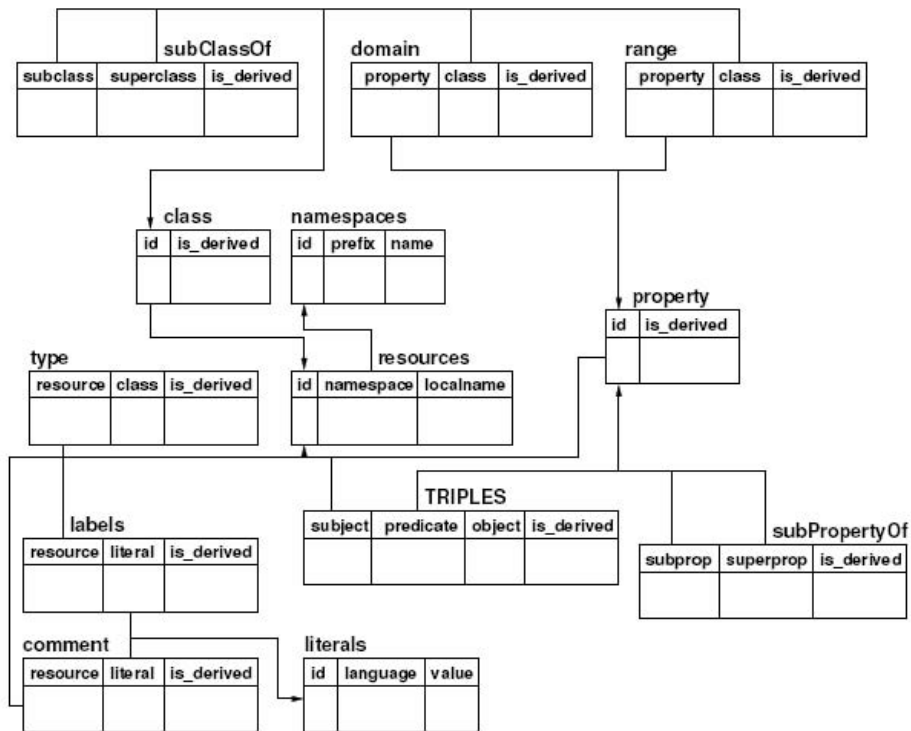 subClassOf
domain
range
subclass superclass is_derived
property class is_derived
property class is_derived
class
namespaces
id is_derived
id prefix name
property
id is_derived
type
resources
resource class is_derived
id namespace localname
TRIPLES
subject predicate object is_derived
labels
resource literal is_derived
subPropertyOf
subprop superprop is_derived
comment
literals
resource literal is_derived
id language value